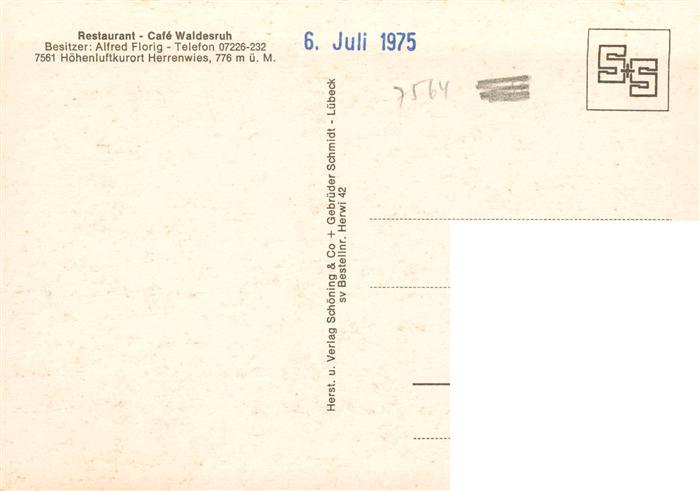 Restaurant - Café Waldesruh
Besitzer: Alfred Florig - Telefon 07226-232
7561 Höhenluftkurort Herrenwies, 776 m ü. M.
6. Juli 1975
7564
S+S
Herst. u. Verlag Schöning & Co + Gebrüder Schmidt - Lübeck
sv Bestellnr. Herwi 42